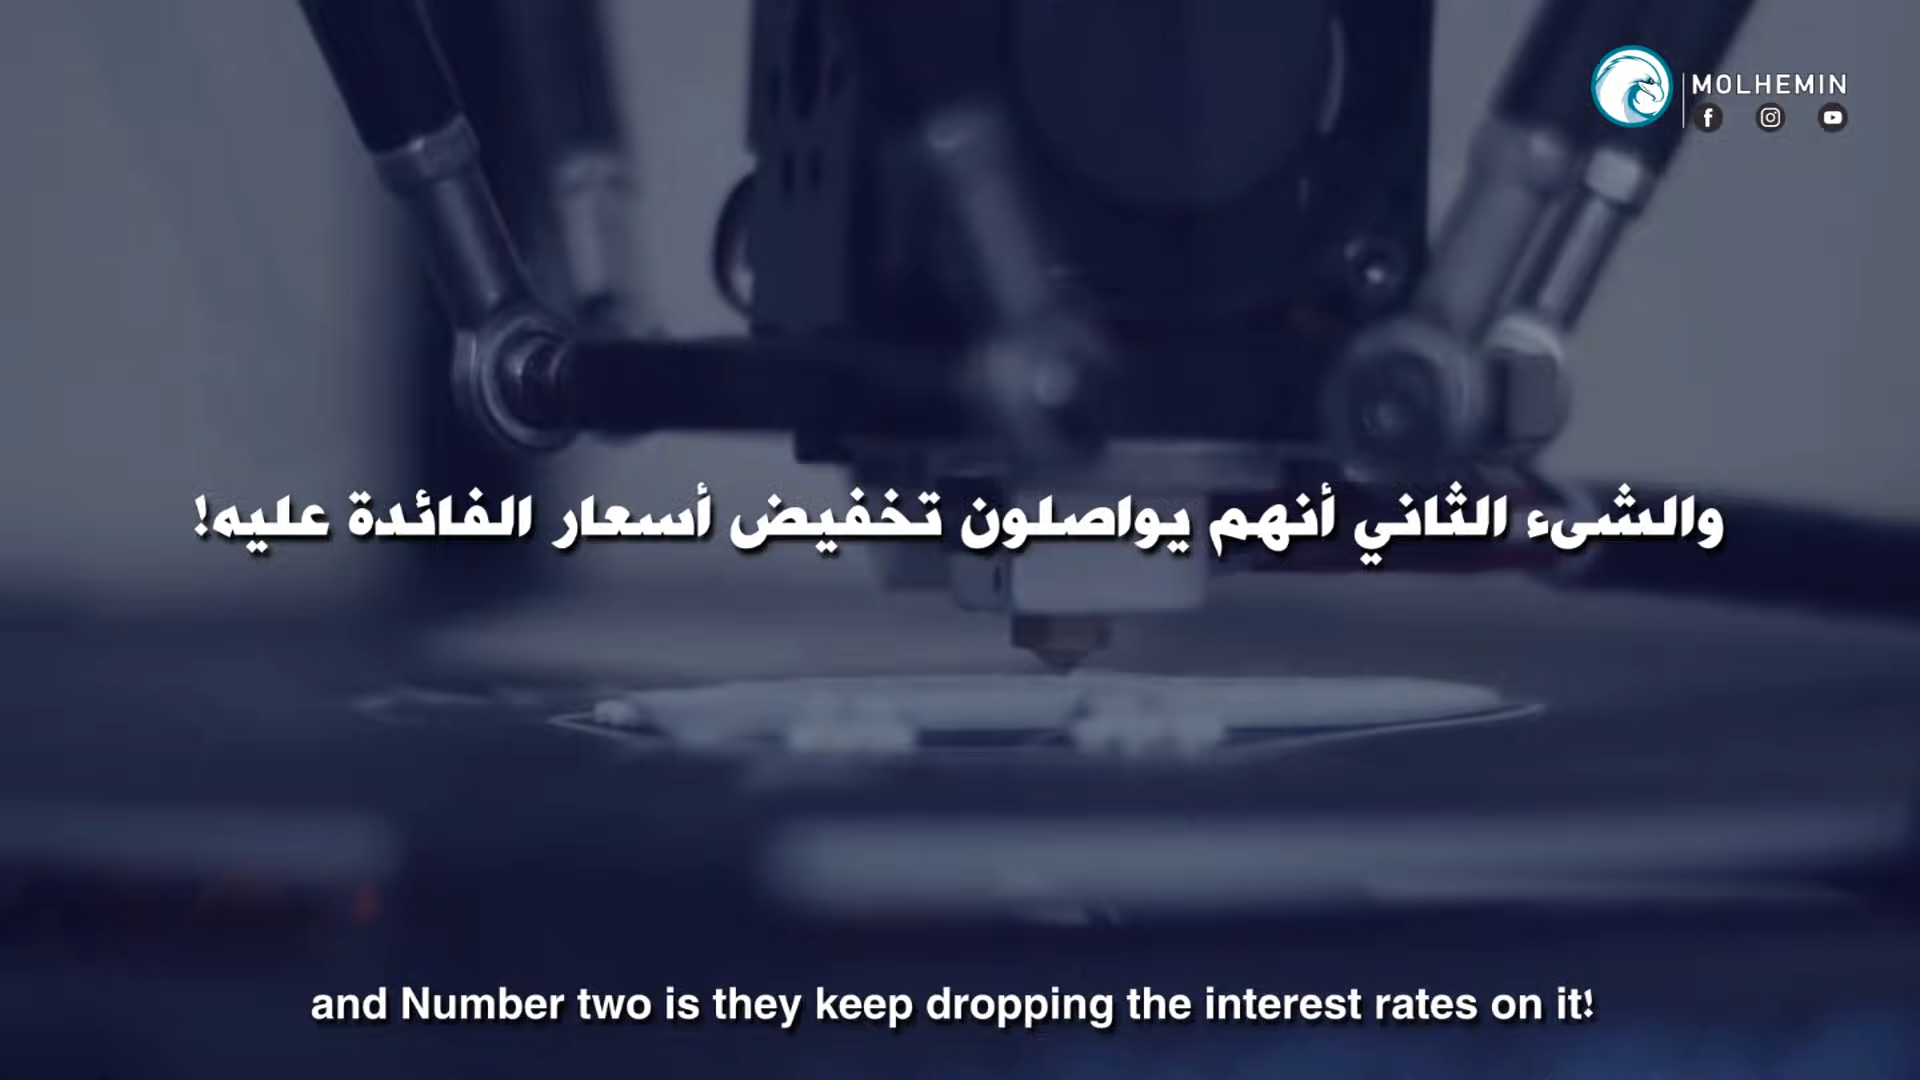 MOLHEMIN
والشىء الثاني أنهم يواصلون تخفيض أسعار الفائدة عليه!
and Number two is they keep dropping the interest rates on it!